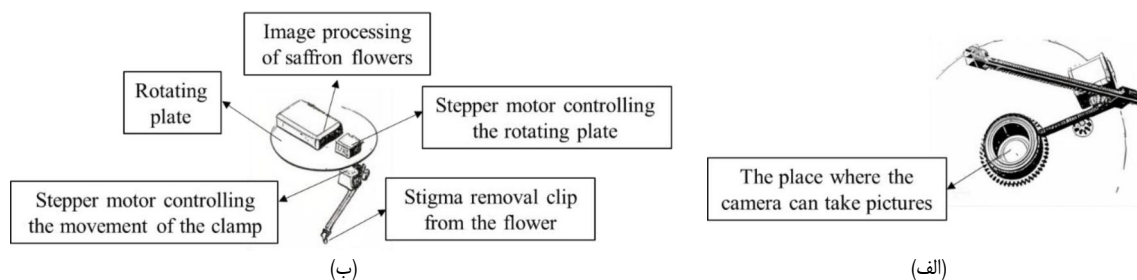 Image processing
of saffron flowers
Rotating
plate
Stepper motor controlling
the rotating plate
Stepper motor controlling
the movement of the clamp
Stigma removal clip
from the flower
(ب)
The place where the
camera can take pictures
(الف)